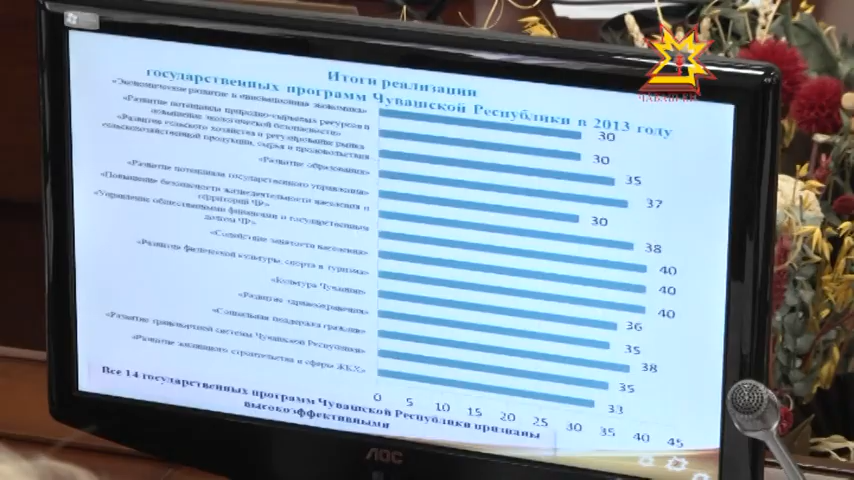 Итоги реализации
государственных программ Чувашской Республики в 2013 году
ЧАВАШ ЕН
«Экономическое развитие и инновационная экономика»
30
«Развитие потенциала природно-сырьевых ресурсов и
повышение экологической безопасности»
30
«Развитие сельского хозяйства и регулирование рынка
сельскохозяйственной продукции, сырья и продовольствия
35
«Развитие образования»
37
«Развитие потенциала государственного управления»
30
«Повышение безопасности жизнедеятельности населения и
территорий ЧР»
38
«Управление общественными финансами и государственным
долгом ЧР»
40
«Содействие занятости населения»
40
«Развитие физической культуры, спорта и туризма»
40
«Культура Чувашии»
36
«Развитие здравоохранения»
35
«Социальная поддержка граждан»
38
«Развитие транспортной системы Чувашской Республики»
35
«Развитие жилищного строительства и сферы ЖКХ»
33
0 5 10 15 20 25 30 35 40 45
Все 14 государственных программ Чувашской Республики признаны
высокоэффективными
AOC